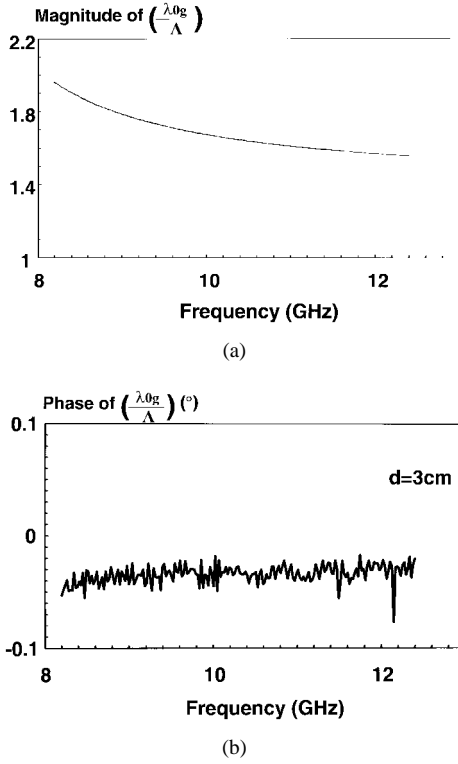 Magnitude of (λ0g/Λ)
2.2
1.8
1.4
1
8 10 12
Frequency (GHz)
(a)
Phase of (λ0g/Λ) (°)
0.1
d=3cm
0
-0.1
8 10 12
Frequency (GHz)
(b)